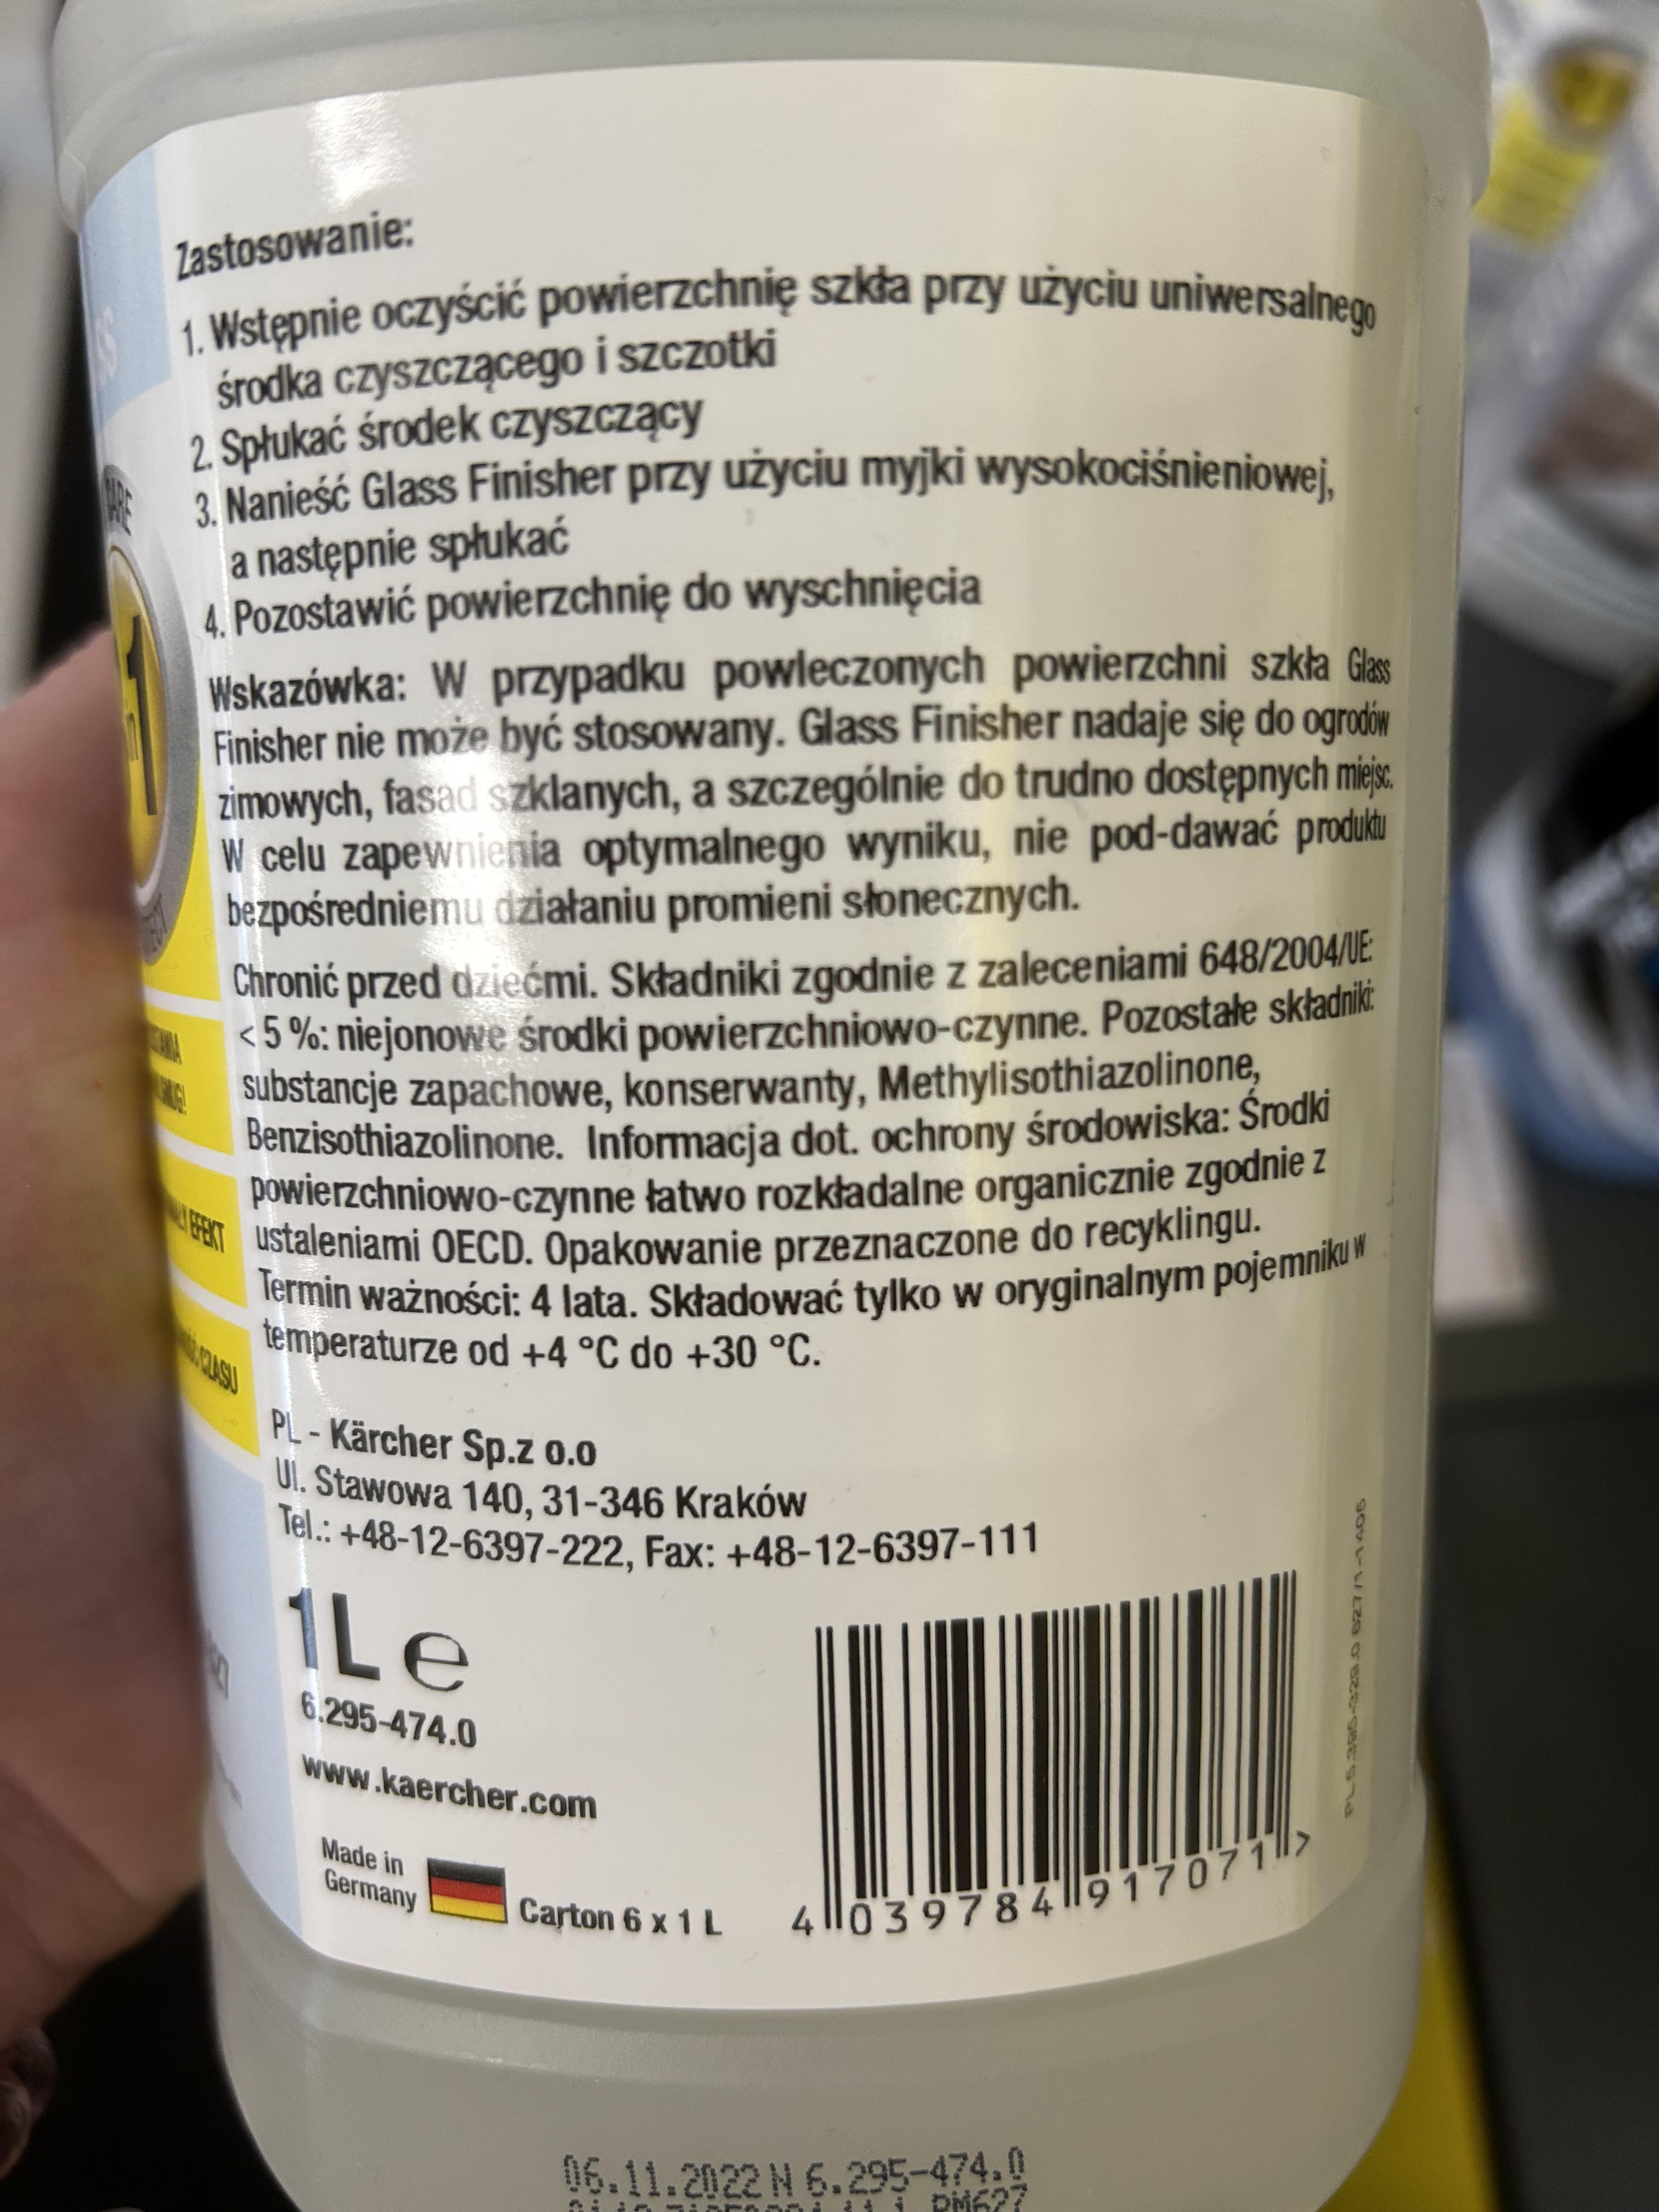 Zastosowanie:
1. Wstępnie oczyścić powierzchnię szkła przy użyciu uniwersalnego
środka czyszczącego i szczotki
2. Spłukać środek czyszczący
3. Nanieść Glass Finisher przy użyciu myjki wysokociśnieniowej,
a następnie spłukać
4. Pozostawić powierzchnię do wyschnięcia
Wskazówka: W przypadku powleczonych powierzchni szkła Glass
Finisher nie może być stosowany. Glass Finisher nadaje się do ogrodów
zimowych, fasad szklanych, a szczególnie do trudno dostępnych miejsc.
W celu zapewnienia optymalnego wyniku, nie pod-dawać produktu
bezpośredniemu działaniu promieni słonecznych.
Chronić przed dziećmi. Składniki zgodnie z zaleceniami 648/2004/UE:
< 5 %: niejonowe środki powierzchniowo-czynne. Pozostałe składniki:
substancje zapachowe, konserwanty, Methylisothiazolinone,
Benzisothiazolinone. Informacja dot. ochrony środowiska: Środki
powierzchniowo-czynne łatwo rozkładalne organicznie zgodnie z
ustaleniami OECD. Opakowanie przeznaczone do recyklingu.
Termin ważności: 4 lata. Składować tylko w oryginalnym pojemniku w
temperaturze od +4 °C do +30 °C.
PL - Kärcher Sp.z o.o
Ul. Stawowa 140, 31-346 Kraków
Tel.: +48-12-6397-222, Fax: +48-12-6397-111
1L e
6.295-474.0
www.kaercher.com
Made in
Germany
Carton 6 x 1 L
4 039784 917071 >
in 1
EFEKT
CZASU
06.11.2022 N 6.295-474.0